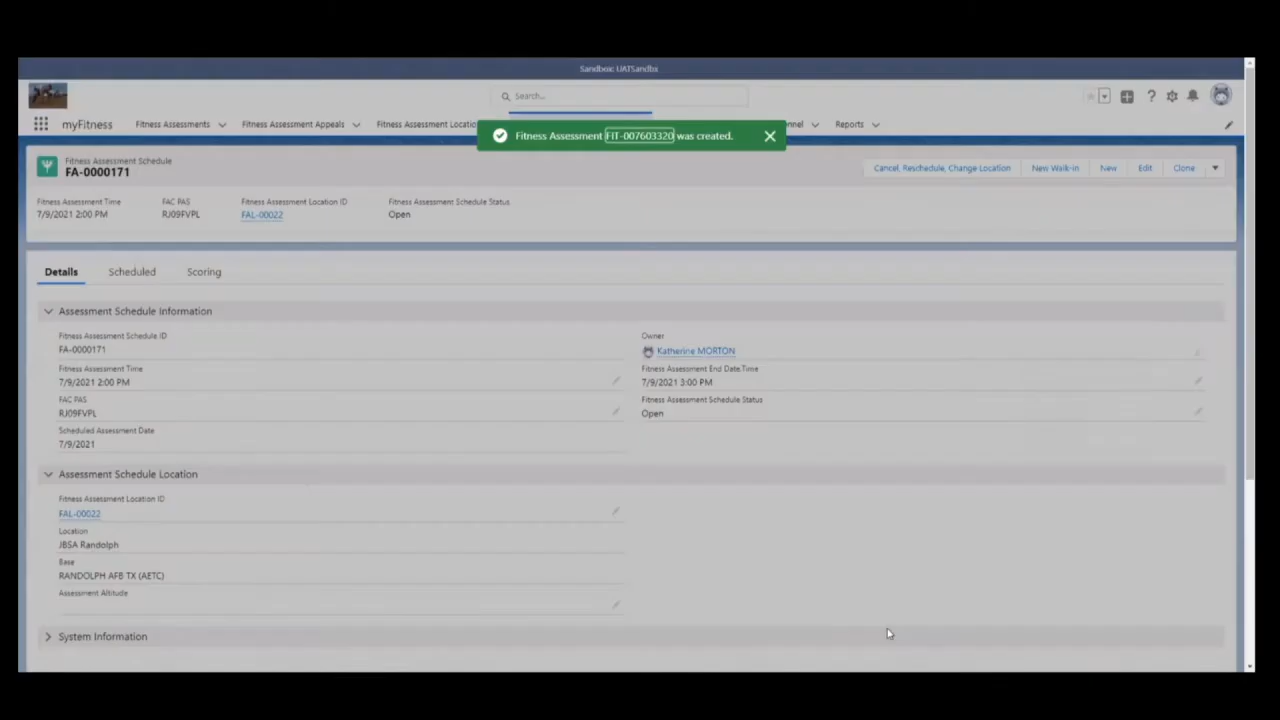 Sandbox: UATSandbx
Search...
myFitness
Fitness Assessments
Fitness Assessment Appeals
Fitness Assessment Locatio
Reports
Fitness Assessment FIT-007603320 was created.
Fitness Assessment Schedule
FA-0000171
Cancel, Reschedule, Change Location
New Walk-in
New
Edit
Clone
Fitness Assessment Time
FAC PAS
Fitness Assessment Location ID
Fitness Assessment Schedule Status
7/9/2021 2:00 PM
RJ09FVPL
FAL-00022
Open
Details
Scheduled
Scoring
Assessment Schedule Information
Fitness Assessment Schedule ID
FA-0000171
Owner
Katherine MORTON
Fitness Assessment Time
7/9/2021 2:00 PM
Fitness Assessment End Date.Time
7/9/2021 3:00 PM
FAC PAS
RJ09FVPL
Fitness Assessment Schedule Status
Open
Scheduled Assessment Date
7/9/2021
Assessment Schedule Location
Fitness Assessment Location ID
FAL-00022
Location
JBSA Randolph
Base
RANDOLPH AFB TX (AETC)
Assessment Altitude
System Information